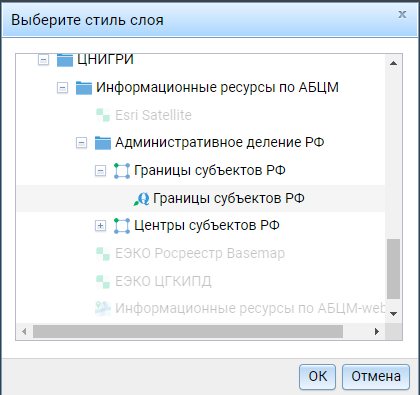 Выберите стиль слоя
ЦНИГРИ
Информационные ресурсы по АБЦМ
Esri Satellite
Административное деление РФ
Границы субъектов РФ
Границы субъектов РФ
Центры субъектов РФ
ЕЭКО Росреестр Basemap
ЕЭКО ЦГКИПД
Информационные ресурсы по АБЦМ-web
ОК Отмена